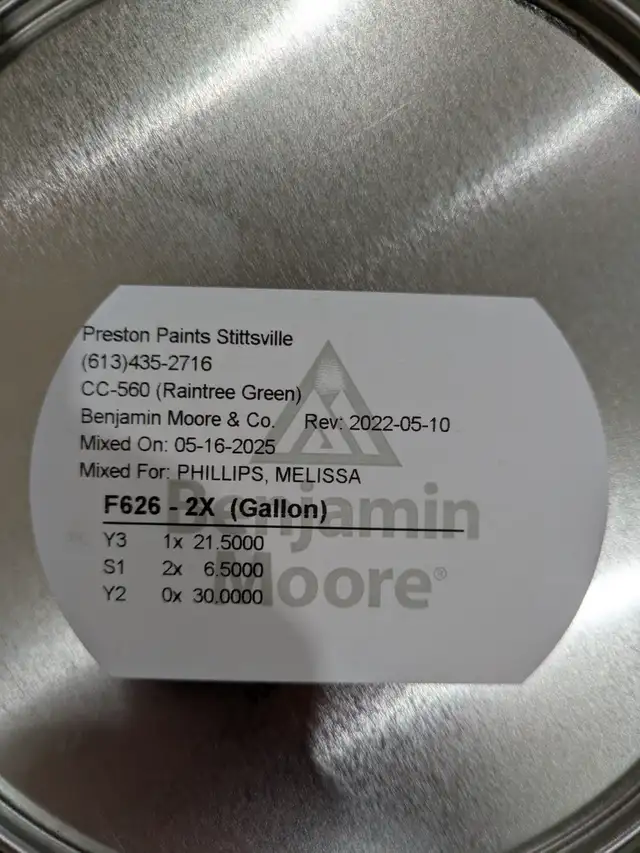 Preston Paints Stittsville
(613)435-2716
CC-560 (Raintree Green)
Benjamin Moore & Co. Rev: 2022-05-10
Mixed On: 05-16-2025
Mixed For: PHILLIPS, MELISSA
F626 - 2X (Gallon)
Y3 1x 21.5000
S1 2x 6.5000
Y2 0x 30.0000
Benjamin
Moore®